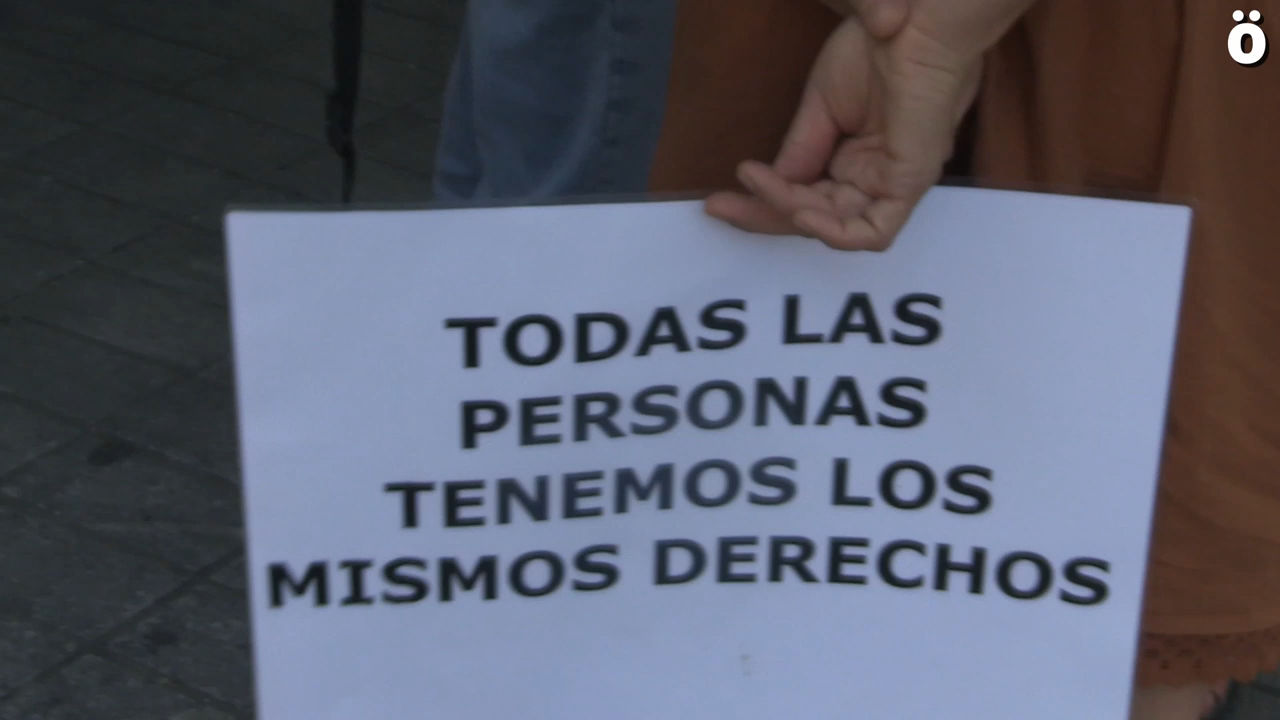 ö
TODAS LAS
PERSONAS
TENEMOS LOS
MISMOS DERECHOS